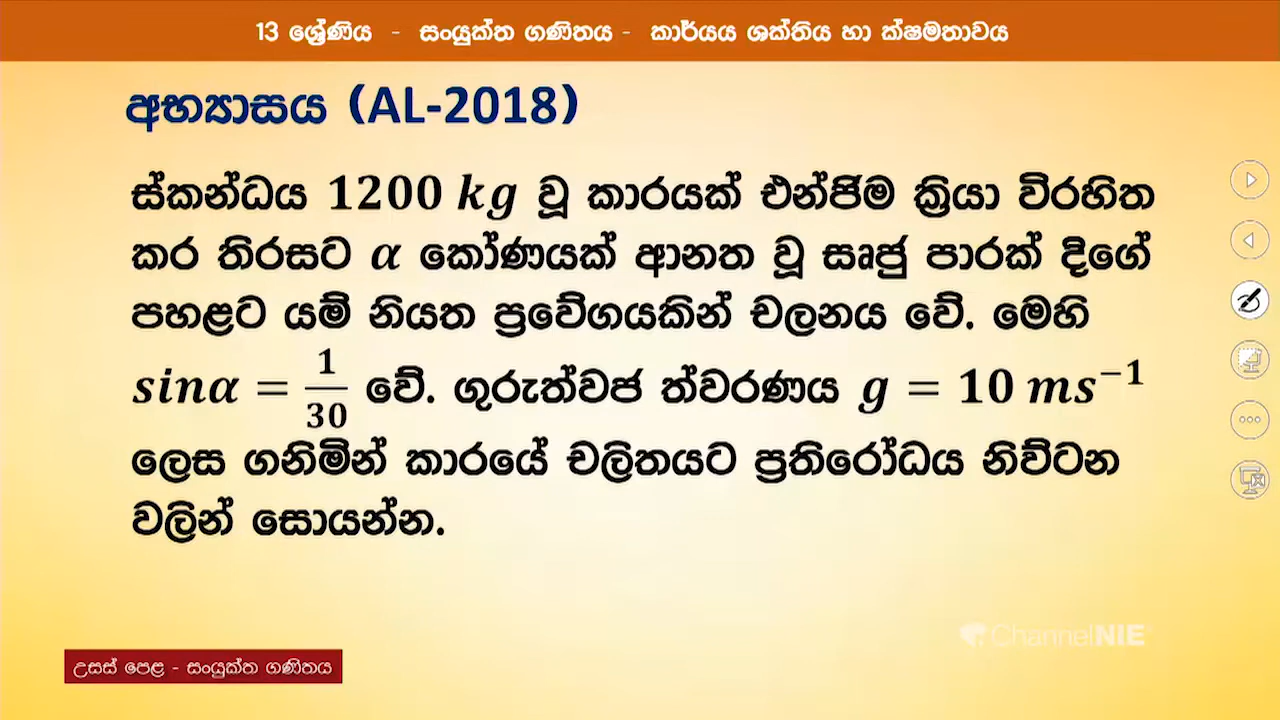 13 ශ්‍රේණිය - සංයුක්ත ගණිතය - කාර්යය ශක්තිය හා ක්ෂමතාවය
අභ්‍යාසය (AL-2018)
ස්කන්ධය 1200 kg වූ කාරයක් එන්ජිම ක්‍රියා විරහිත
කර තිරසට α කෝණයක් ආනත වූ සෘජු පාරක් දිගේ
පහළට යම් නියත ප්‍රවේගයකින් චලනය වේ. මෙහි
sinα = 1/30 වේ. ගුරුත්වජ ත්වරණය g = 10 ms⁻¹
ලෙස ගනිමින් කාරයේ චලිතයට ප්‍රතිරෝධය නිව්ටන
වලින් සොයන්න.
ChannelNIE
උසස් පෙළ - සංයුක්ත ගණිතය